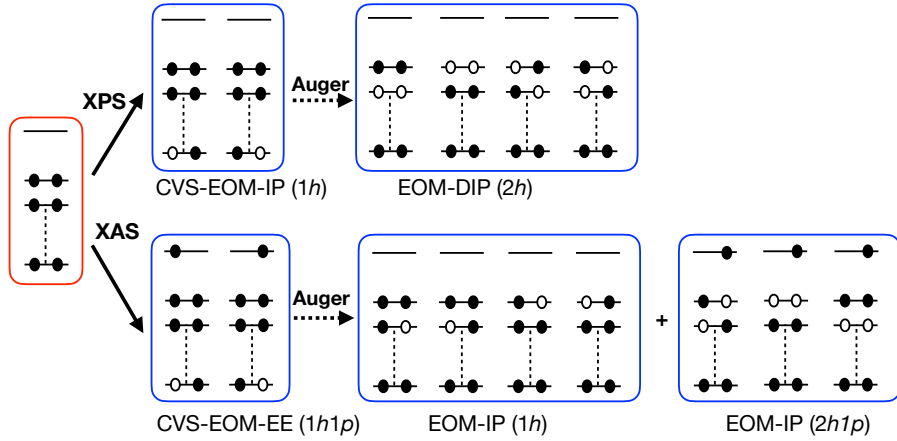 XPS
Auger
CVS-EOM-IP (1h)
EOM-DIP (2h)
XAS
Auger
+
CVS-EOM-EE (1h1p)
EOM-IP (1h)
EOM-IP (2h1p)